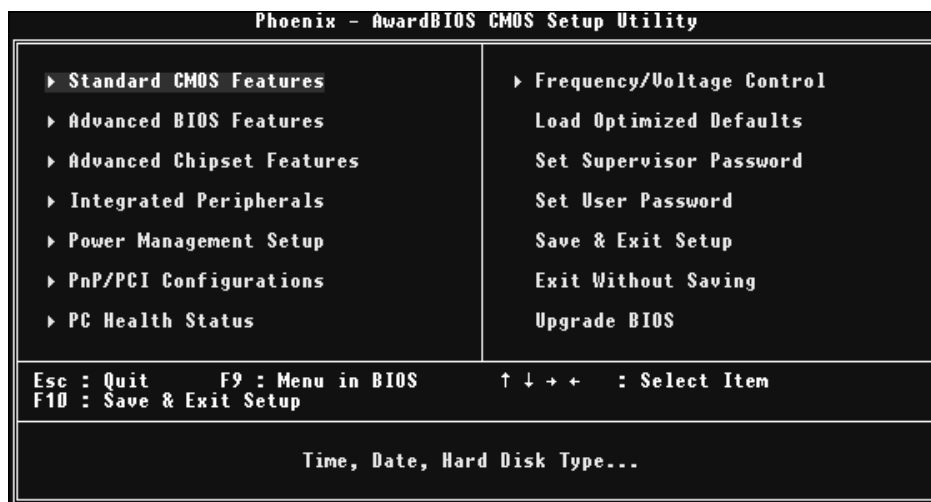 Phoenix - AwardBIOS CMOS Setup Utility
Standard CMOS Features
Advanced BIOS Features
Advanced Chipset Features
Integrated Peripherals
Power Management Setup
PnP/PCI Configurations
PC Health Status
Frequency/Voltage Control
Load Optimized Defaults
Set Supervisor Password
Set User Password
Save & Exit Setup
Exit Without Saving
Upgrade BIOS
Esc : Quit F9 : Menu in BIOS ↑ ↓ → ← : Select Item
F10 : Save & Exit Setup
Time, Date, Hard Disk Type...